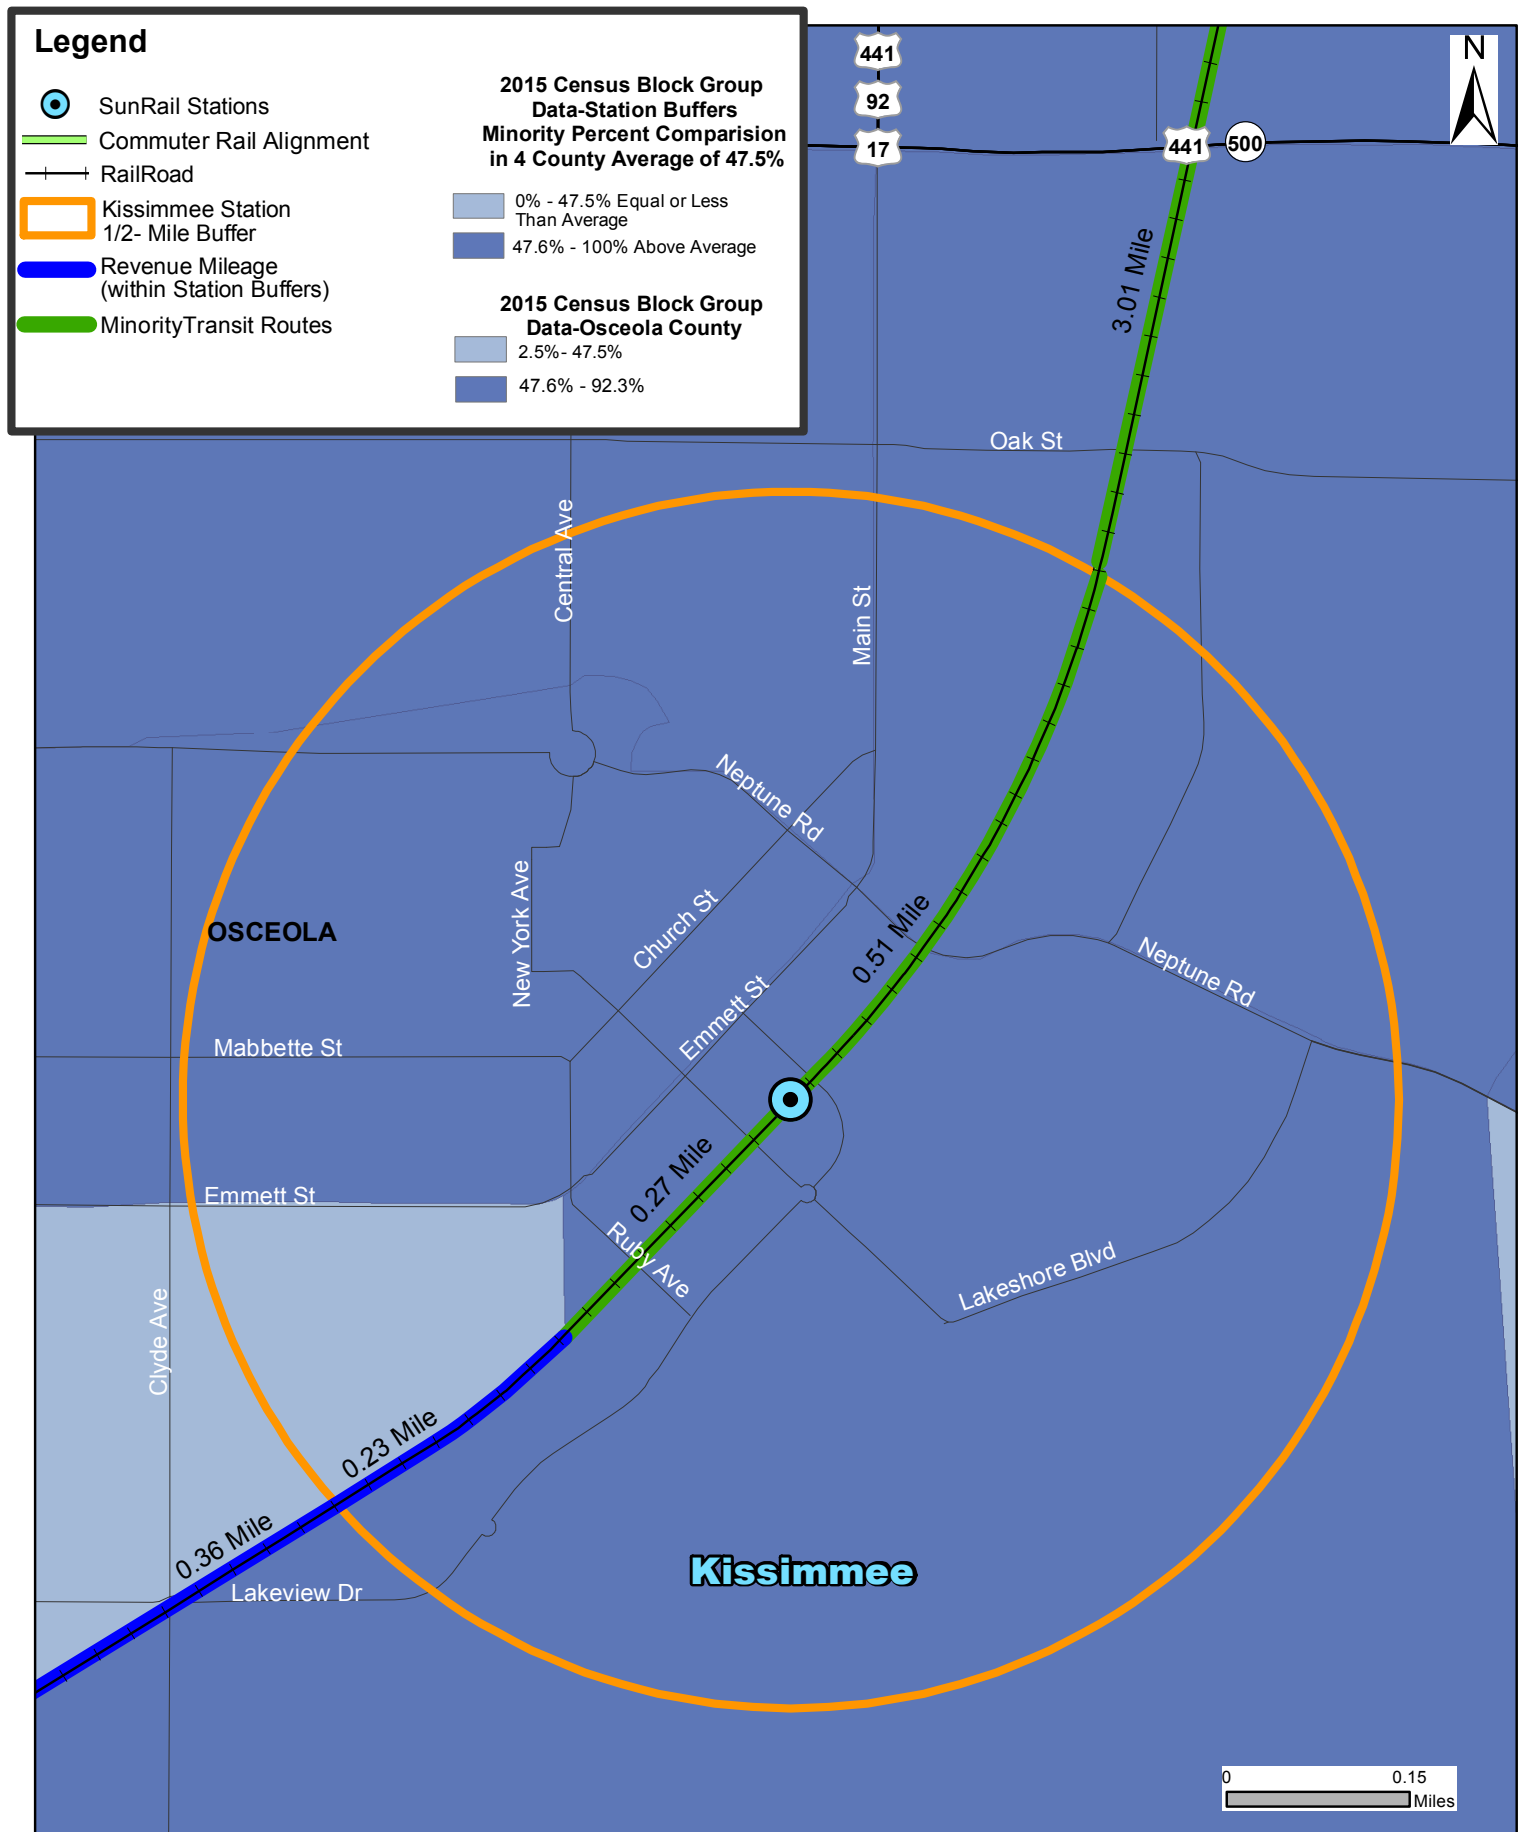 Legend
SunRail Stations
Commuter Rail Alignment
RailRoad
Kissimmee Station
1/2- Mile Buffer
Revenue Mileage
(within Station Buffers)
MinorityTransit Routes
2015 Census Block Group
Data-Station Buffers
Minority Percent Comparision
in 4 County Average of 47.5%
0% - 47.5% Equal or Less
Than Average
47.6% - 100% Above Average
2015 Census Block Group
Data-Osceola County
2.5%- 47.5%
47.6% - 92.3%
441
92
17
441
500
N
3.01 Mile
Oak St
Central Ave
Main St
Neptune Rd
New York Ave
Church St
OSCEOLA
0.51 Mile
Neptune Rd
Emmett St
Mabbette St
0.27 Mile
Emmett St
Ruby Ave
Lakeshore Blvd
Clyde Ave
0.23 Mile
0.36 Mile
Lakeview Dr
Kissimmee
0 0.15
Miles